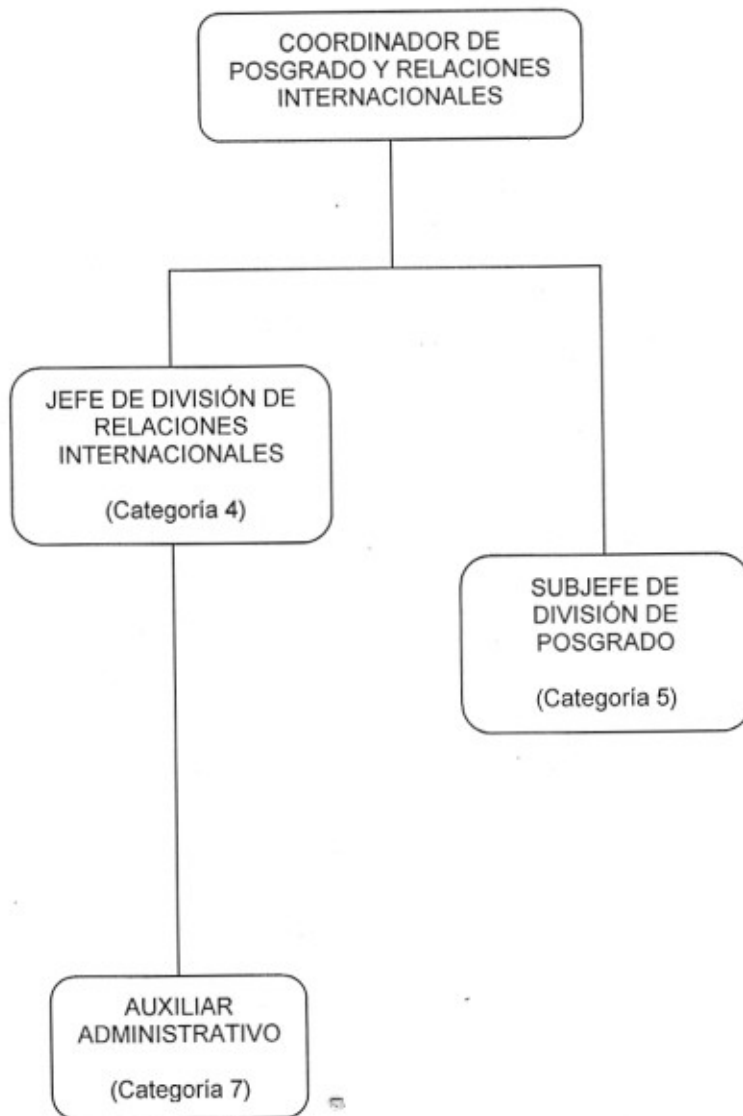 COORDINADOR DE
POSGRADO Y RELACIONES
INTERNACIONALES
JEFE DE DIVISIÓN DE
RELACIONES
INTERNACIONALES
(Categoría 4)
SUBJEFE DE
DIVISIÓN DE
POSGRADO
(Categoría 5)
AUXILIAR
ADMINISTRATIVO
(Categoría 7)